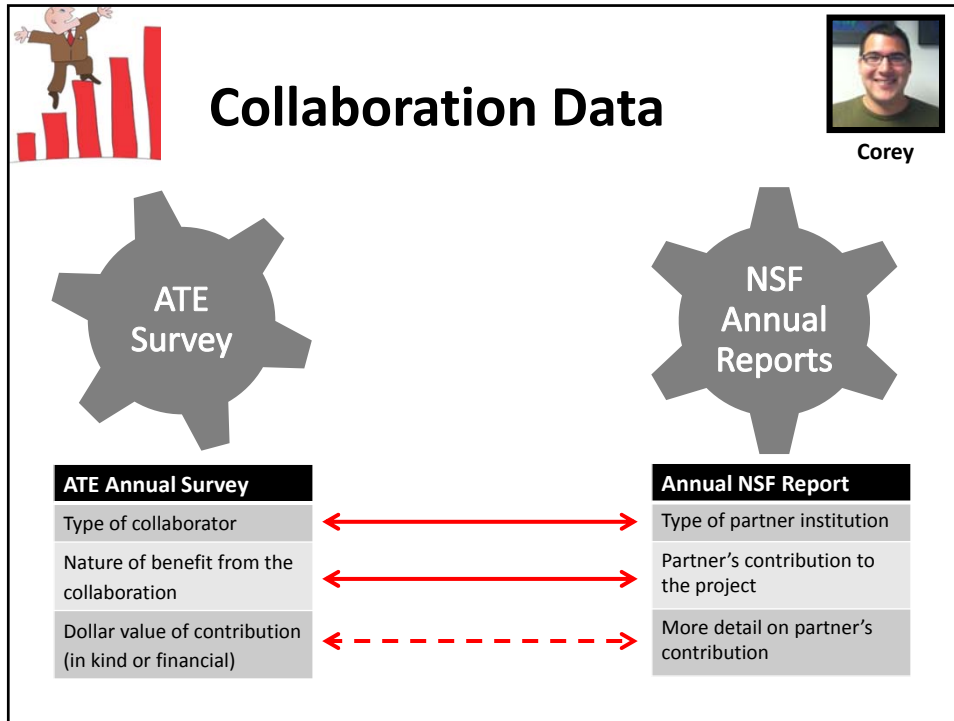 Collaboration Data
Corey
ATE
Survey
NSF
Annual
Reports
ATE Annual Survey
Type of collaborator
Nature of benefit from the
collaboration
Dollar value of contribution
(in kind or financial)
Annual NSF Report
Type of partner institution
Partner’s contribution to
the project
More detail on partner’s
contribution